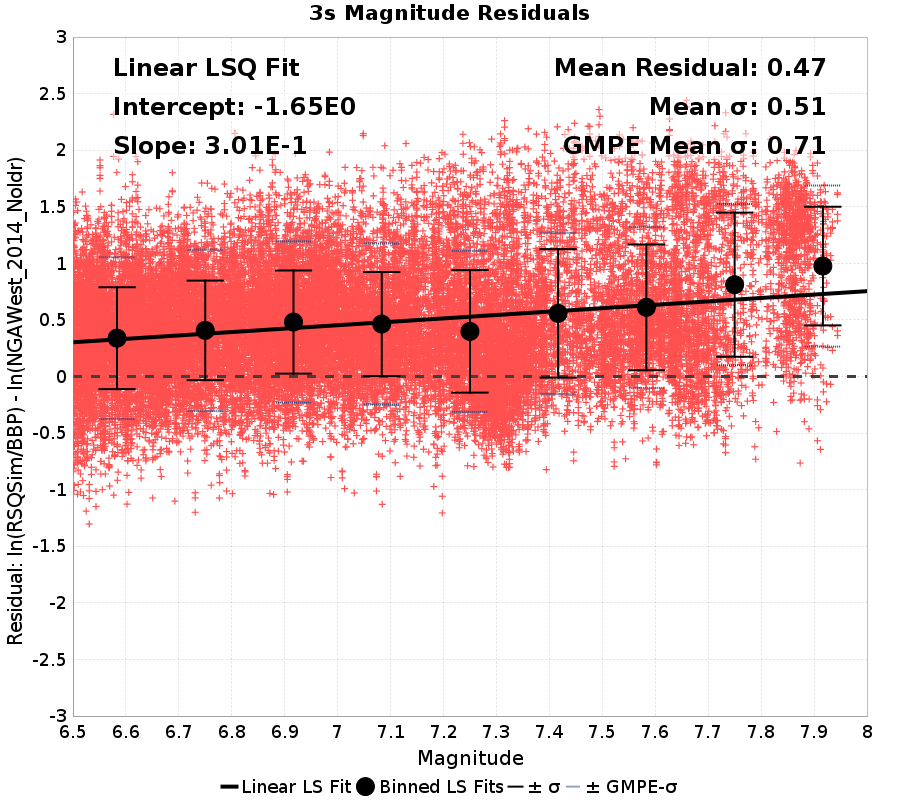 3s Magnitude Residuals
Linear LSQ Fit
Intercept: -1.65E0
Slope: 3.01E-1
Mean Residual: 0.47
Mean σ: 0.51
GMPE Mean σ: 0.71
Residual: ln(RSQSim/BBP) - ln(NGAWest_2014_NoIdr)
3
2.5
2
1.5
1
0.5
0
-0.5
-1
-1.5
-2
-2.5
-3
6.5 6.6 6.7 6.8 6.9 7 7.1 7.2 7.3 7.4 7.5 7.6 7.7 7.8 7.9 8
Magnitude
Linear LS Fit Binned LS Fits ± σ ± GMPE-σ